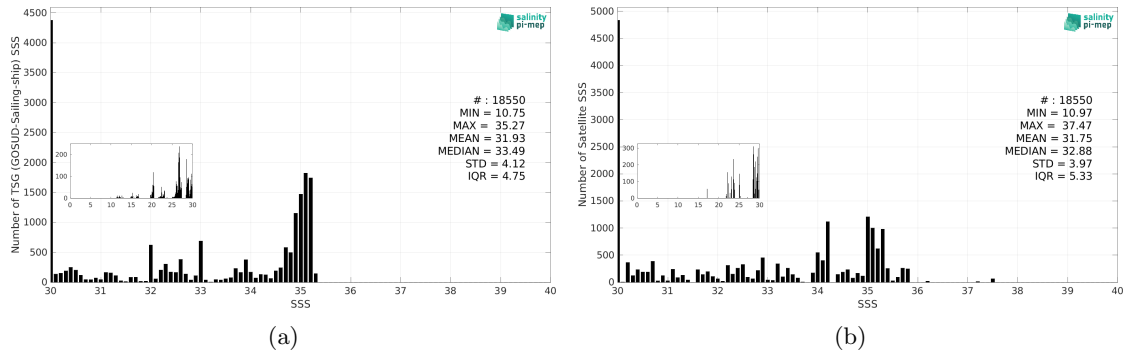 salinity
pi-mep
Number of TSG (GOSUD-Sailing-ship) SSS
4500
4000
3500
3000
2500
2000
1500
1000
500
0
# : 18550
MIN = 10.75
MAX = 35.27
MEAN = 31.93
MEDIAN = 33.49
STD = 4.12
IQR = 4.75
200
100
0
0 5 10 15 20 25 30
30 31 32 33 34 35 36 37 38 39 40
SSS
(a)
salinity
pi-mep
Number of Satellite SSS
5000
4500
4000
3500
3000
2500
2000
1500
1000
500
0
# : 18550
MIN = 10.97
MAX = 37.47
MEAN = 31.75
MEDIAN = 32.88
STD = 3.97
IQR = 5.33
300
200
100
0
0 5 10 15 20 25 30
30 31 32 33 34 35 36 37 38 39 40
SSS
(b)